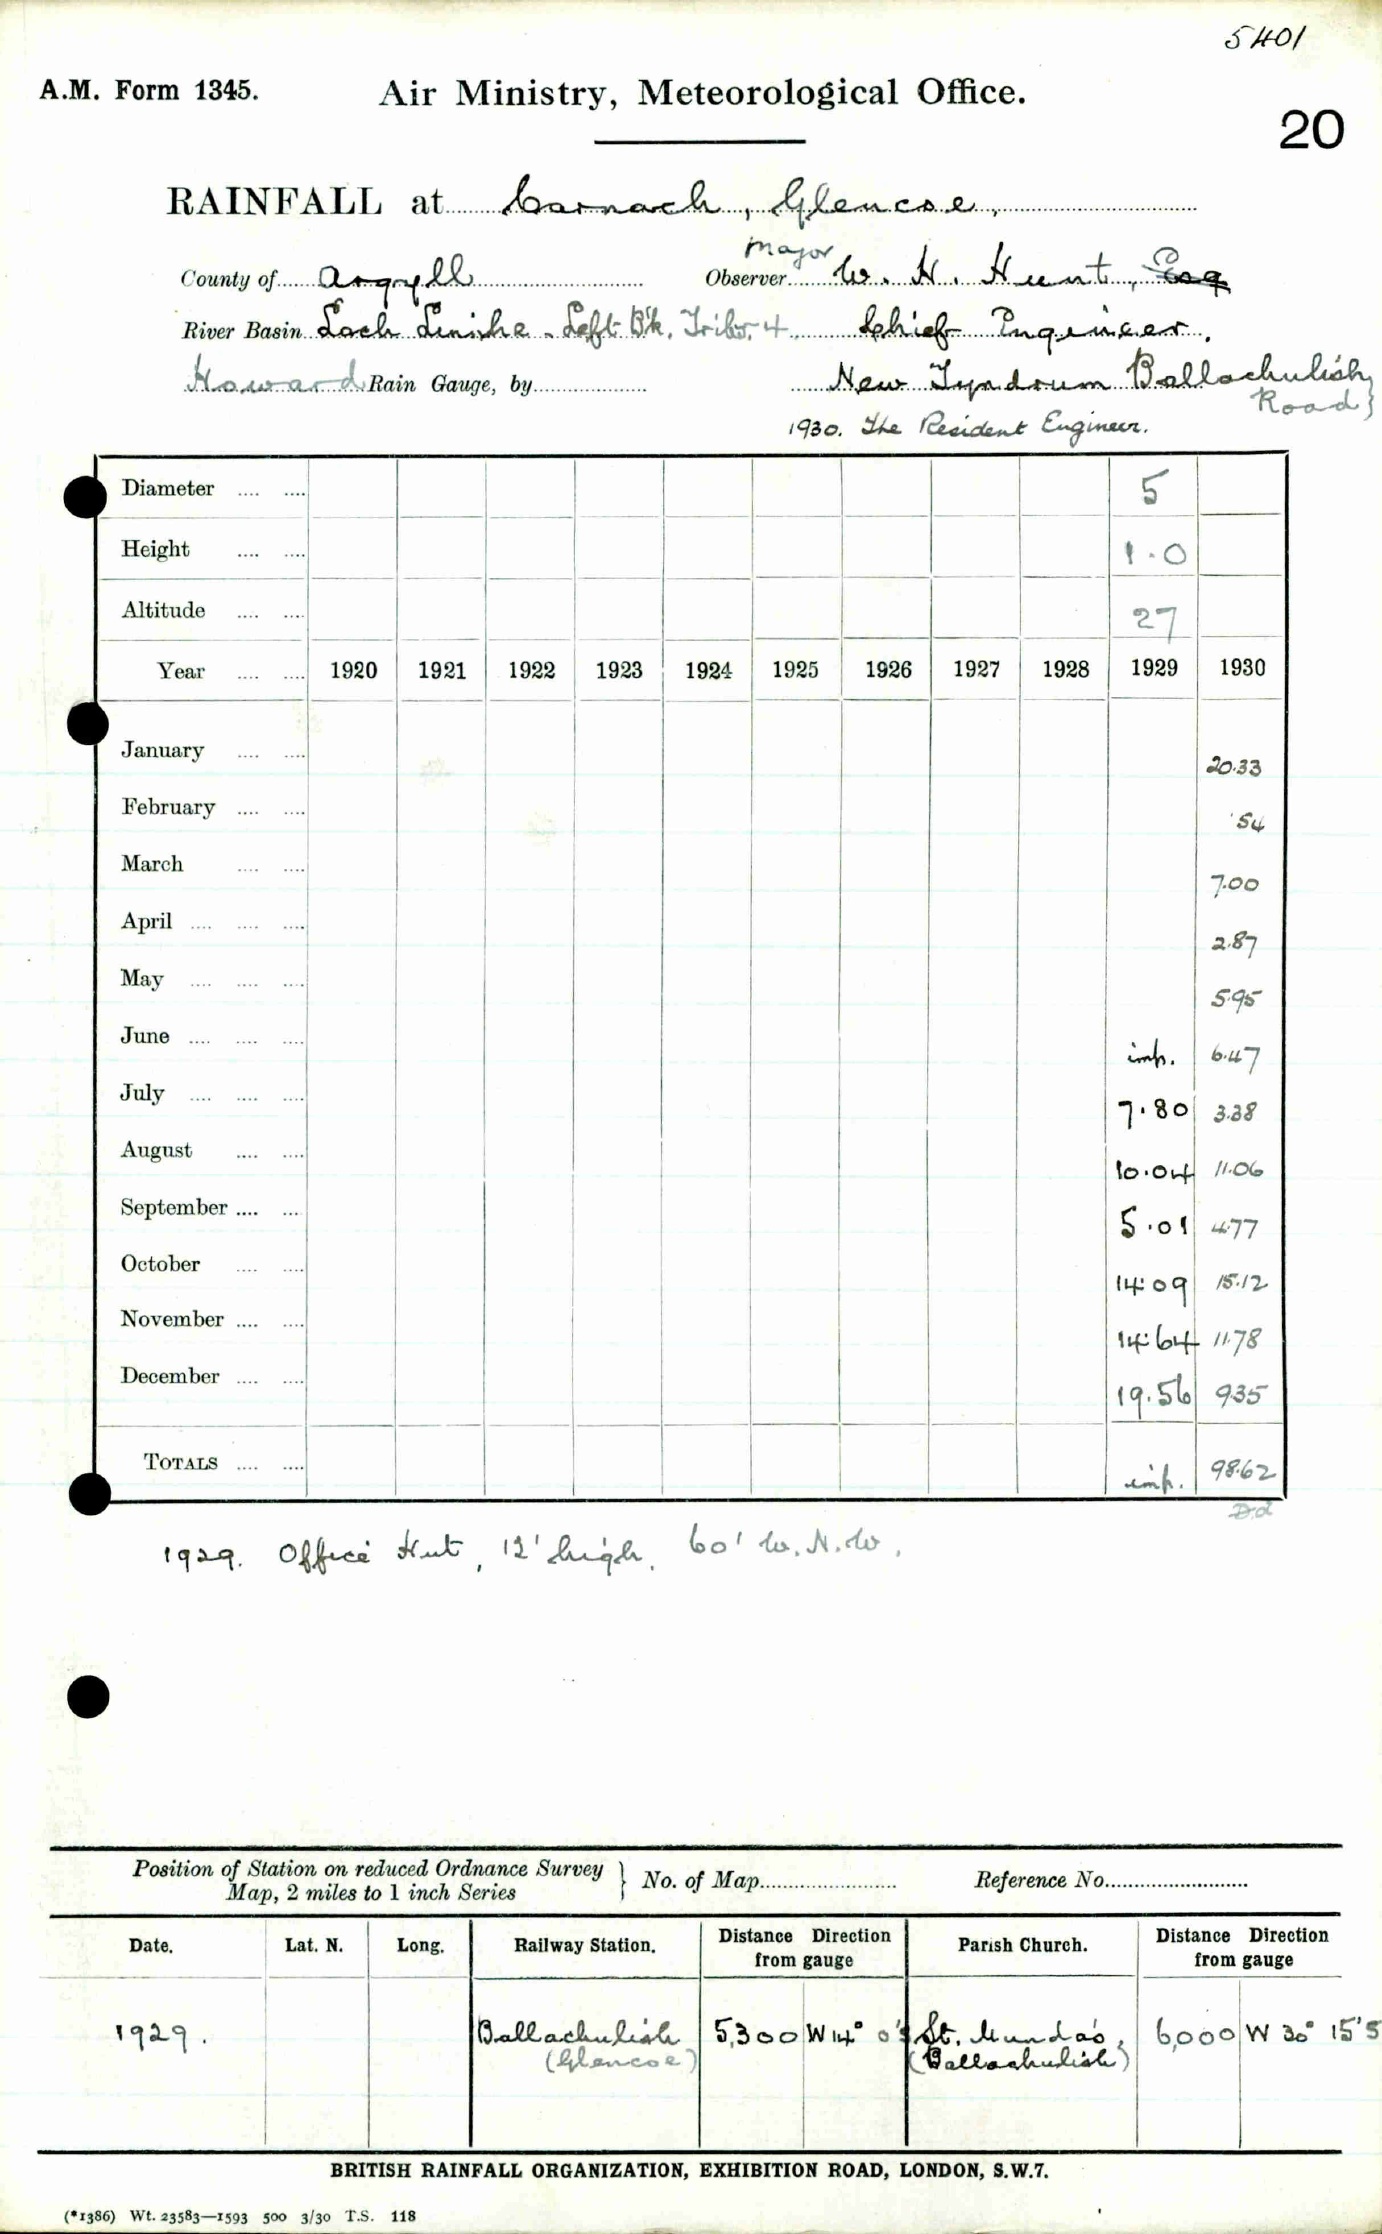 5401
A.M. Form 1345.
Air Ministry, Meteorological Office.
20
RAINFALL at Carnach, Glencoe,
County of Argyll Observer Major W. H. Hunt, Esq
River Basin Loch Linnhe - Left Bk. Trib. 4 Chief Engineer.
Howard Rain Gauge, by New Tyndrum Ballachulish
Road
1930. The Resident Engineer.
Diameter .... .... 5
Height .... .... 1.0
Altitude .... .... 27
Year .... .... 1920 1921 1922 1923 1924 1925 1926 1927 1928 1929 1930
January .... .... 20.33
February .... .... .54
March .... .... 7.00
April .... .... .... 2.87
May .... .... .... 5.95
June .... .... .... imp. 6.47
July .... .... .... 7.80 3.38
August .... .... 10.04 11.06
September .... .... 5.01 4.77
October .... .... 14.09 15.12
November .... .... 14.64 11.78
December .... .... 19.56 9.35
TOTALS .... .... imp. 98.62
1929. Office Hut, 12' high. 60' W.N.W.
Position of Station on reduced Ordnance Survey
Map, 2 miles to 1 inch Series } No. of Map Reference No.
Date. Lat. N. Long. Railway Station. Distance Direction from gauge Parish Church. Distance Direction from gauge
1929. Ballachulish 5,300 W 14° St. Munda's, 6,000 W 30° 15'S
(Glencoe) (Ballachulish)
BRITISH RAINFALL ORGANIZATION, EXHIBITION ROAD, LONDON, S.W.7.
(*1386) Wt. 23583—1593 500 3/30 T.S. 118